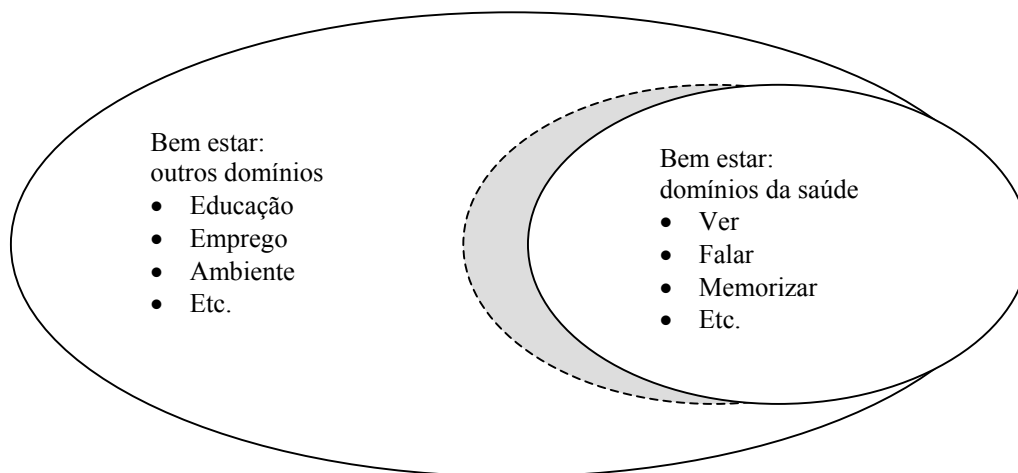 Bem estar:
outros domínios
• Educação
• Emprego
• Ambiente
• Etc.
Bem estar:
domínios da saúde
• Ver
• Falar
• Memorizar
• Etc.